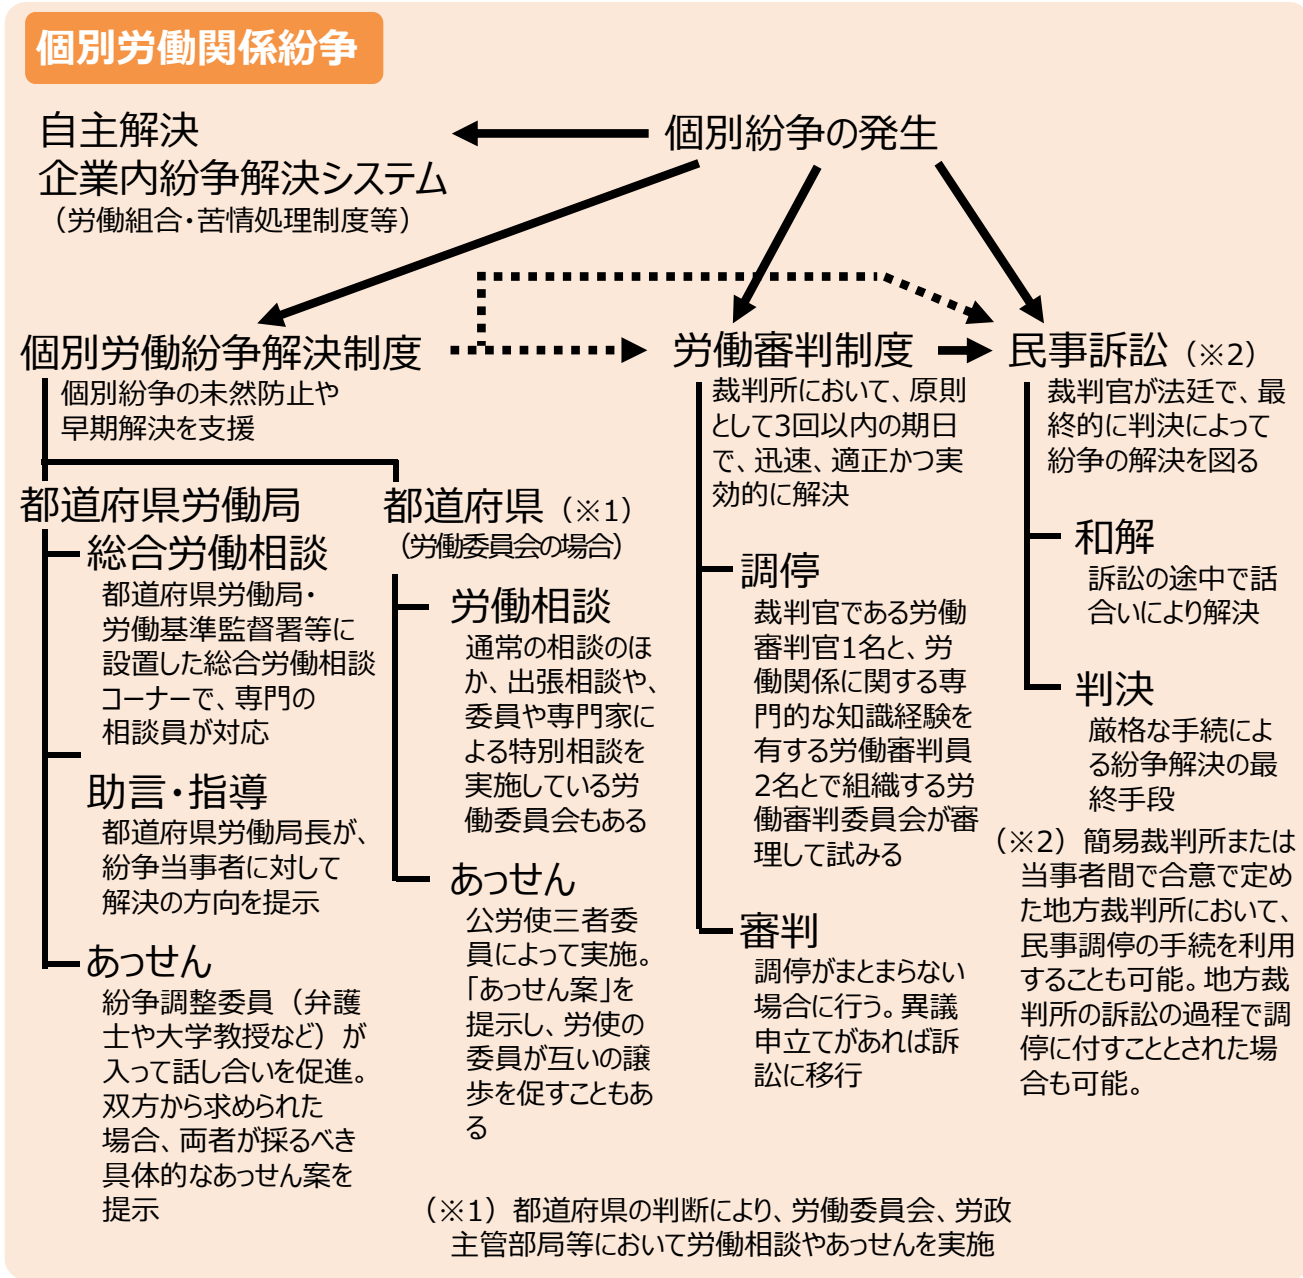 個別労働関係紛争
個別紛争の発生
自主解決
企業内紛争解決システム
（労働組合・苦情処理制度等）
個別労働紛争解決制度
個別紛争の未然防止や
早期解決を支援
都道府県労働局
総合労働相談
都道府県労働局・
労働基準監督署等に
設置した総合労働相談
コーナーで、専門の
相談員が対応
助言・指導
都道府県労働局長が、
紛争当事者に対して
解決の方向を提示
あっせん
紛争調整委員（弁護
士や大学教授など）が
入って話し合いを促進。
双方から求められた
場合、両者が採るべき
具体的なあっせん案を
提示
都道府県（※1）
（労働委員会の場合）
労働相談
通常の相談のほ
か、出張相談や、
委員や専門家に
よる特別相談を
実施している労
働委員会もある
あっせん
公労使三者委
員によって実施。
「あっせん案」を
提示し、労使の
委員が互いの譲
歩を促すこともあ
る
（※1）都道府県の判断により、労働委員会、労政
主管部局等において労働相談やあっせんを実施
労働審判制度
裁判所において、原則
として3回以内の期日
で、迅速、適正かつ実
効的に解決
調停
裁判官である労働
審判官1名と、労
働関係に関する専
門的な知識経験を
有する労働審判員
2名とで組織する労
働審判委員会が審
理して試みる
審判
調停がまとまらない
場合に行う。異議
申立てがあれば訴
訟に移行
民事訴訟（※2）
裁判官が法廷で、最
終的に判決によって
紛争の解決を図る
和解
訴訟の途中で話
合いにより解決
判決
厳格な手続によ
る紛争解決の最
終手段
（※2）簡易裁判所または
当事者間で合意で定め
た地方裁判所において、
民事調停の手続を利用
することも可能。地方裁
判所の訴訟の過程で調
停に付すこととされた場
合も可能。